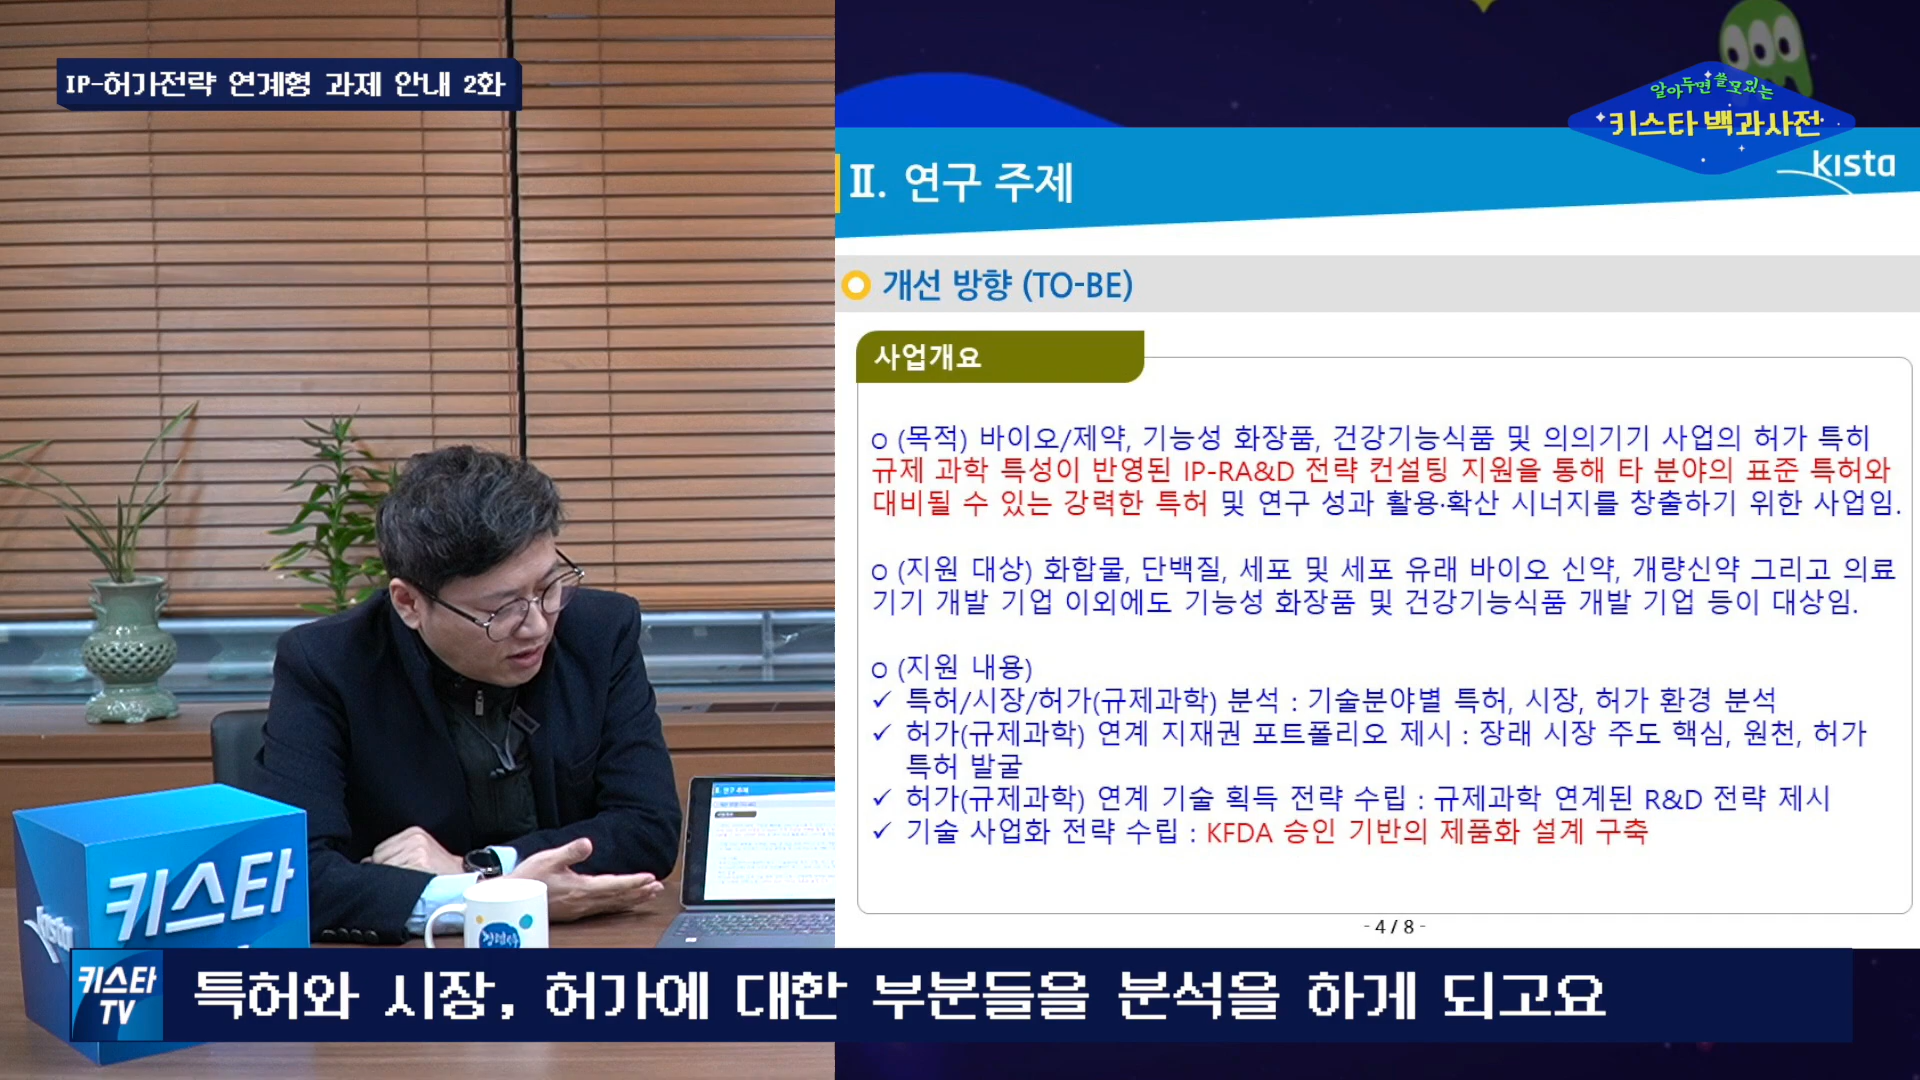 IP-허가전략 연계형 과제 안내 2화
알아두면 쓸모있는
키스타 백과사전
kista
Ⅱ. 연구 주제
개선 방향 (TO-BE)
사업개요
o (목적) 바이오/제약, 기능성 화장품, 건강기능식품 및 의의기기 사업의 허가 특허
규제 과학 특성이 반영된 IP-RA&D 전략 컨설팅 지원을 통해 타 분야의 표준 특허와
대비될 수 있는 강력한 특허 및 연구 성과 활용·확산 시너지를 창출하기 위한 사업임.
o (지원 대상) 화합물, 단백질, 세포 및 세포 유래 바이오 신약, 개량신약 그리고 의료
기기 개발 기업 이외에도 기능성 화장품 및 건강기능식품 개발 기업 등이 대상임.
o (지원 내용)
✓ 특허/시장/허가(규제과학) 분석 : 기술분야별 특허, 시장, 허가 환경 분석
✓ 허가(규제과학) 연계 지재권 포트폴리오 제시 : 장래 시장 주도 핵심, 원천, 허가
특허 발굴
✓ 허가(규제과학) 연계 기술 획득 전략 수립 : 규제과학 연계된 R&D 전략 제시
✓ 기술 사업화 전략 수립 : KFDA 승인 기반의 제품화 설계 구축
- 4 / 8 -
Ⅱ. 연구 주제
키스타
kista
키스타
TV
특허와 시장, 허가에 대한 부분들을 분석을 하게 되고요